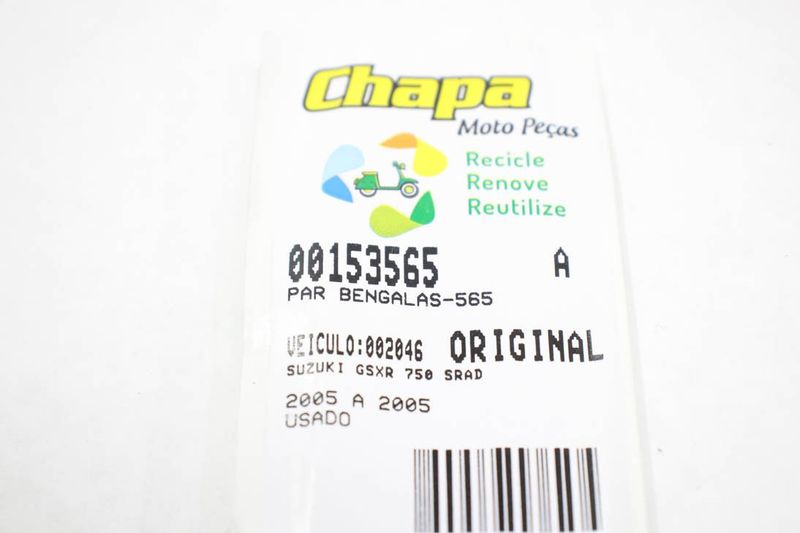 Chapa
Moto Peças
Recicle
Renove
Reutilize
00153565 A
PAR BENGALAS-565
VEICULO:002046 ORIGINAL
SUZUKI GSXR 750 SRAD
2005 A 2005
USADO